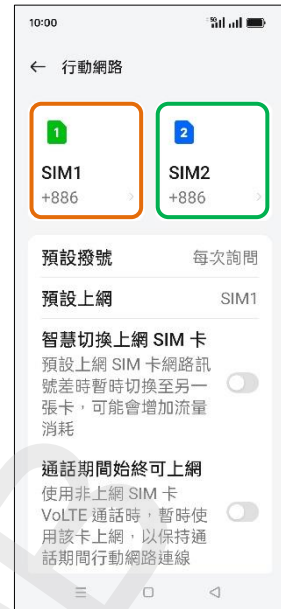 10:00
5G
← 行動網路
1
2
SIM1
SIM2
+886
+886
預設撥號 每次詢問
預設上網 SIM1
智慧切換上網 SIM 卡
預設上網 SIM 卡網路訊
號差時暫時切換至另一
張卡，可能會增加流量
消耗
通話期間始終可上網
使用非上網 SIM 卡
VoLTE 通話時，暫時使
用該卡上網，以保持通
話期間行動網路連線